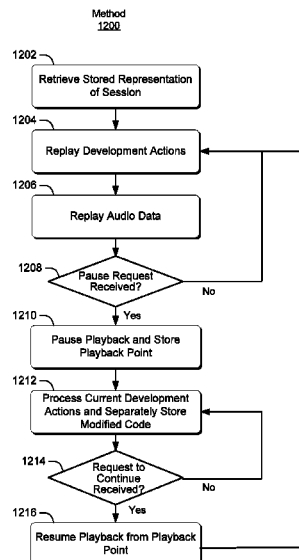 Method
1200
1202
Retrieve Stored Representation
of Session
1204
Replay Development Actions
1206
Replay Audio Data
1208
Pause Request
Received?
No
Yes
1210
Pause Playback and Store
Playback Point
1212
Process Current Development
Actions and Separately Store
Modified Code
1214
Request to
Continue
Received?
No
Yes
1216
Resume Playback from Playback
Point